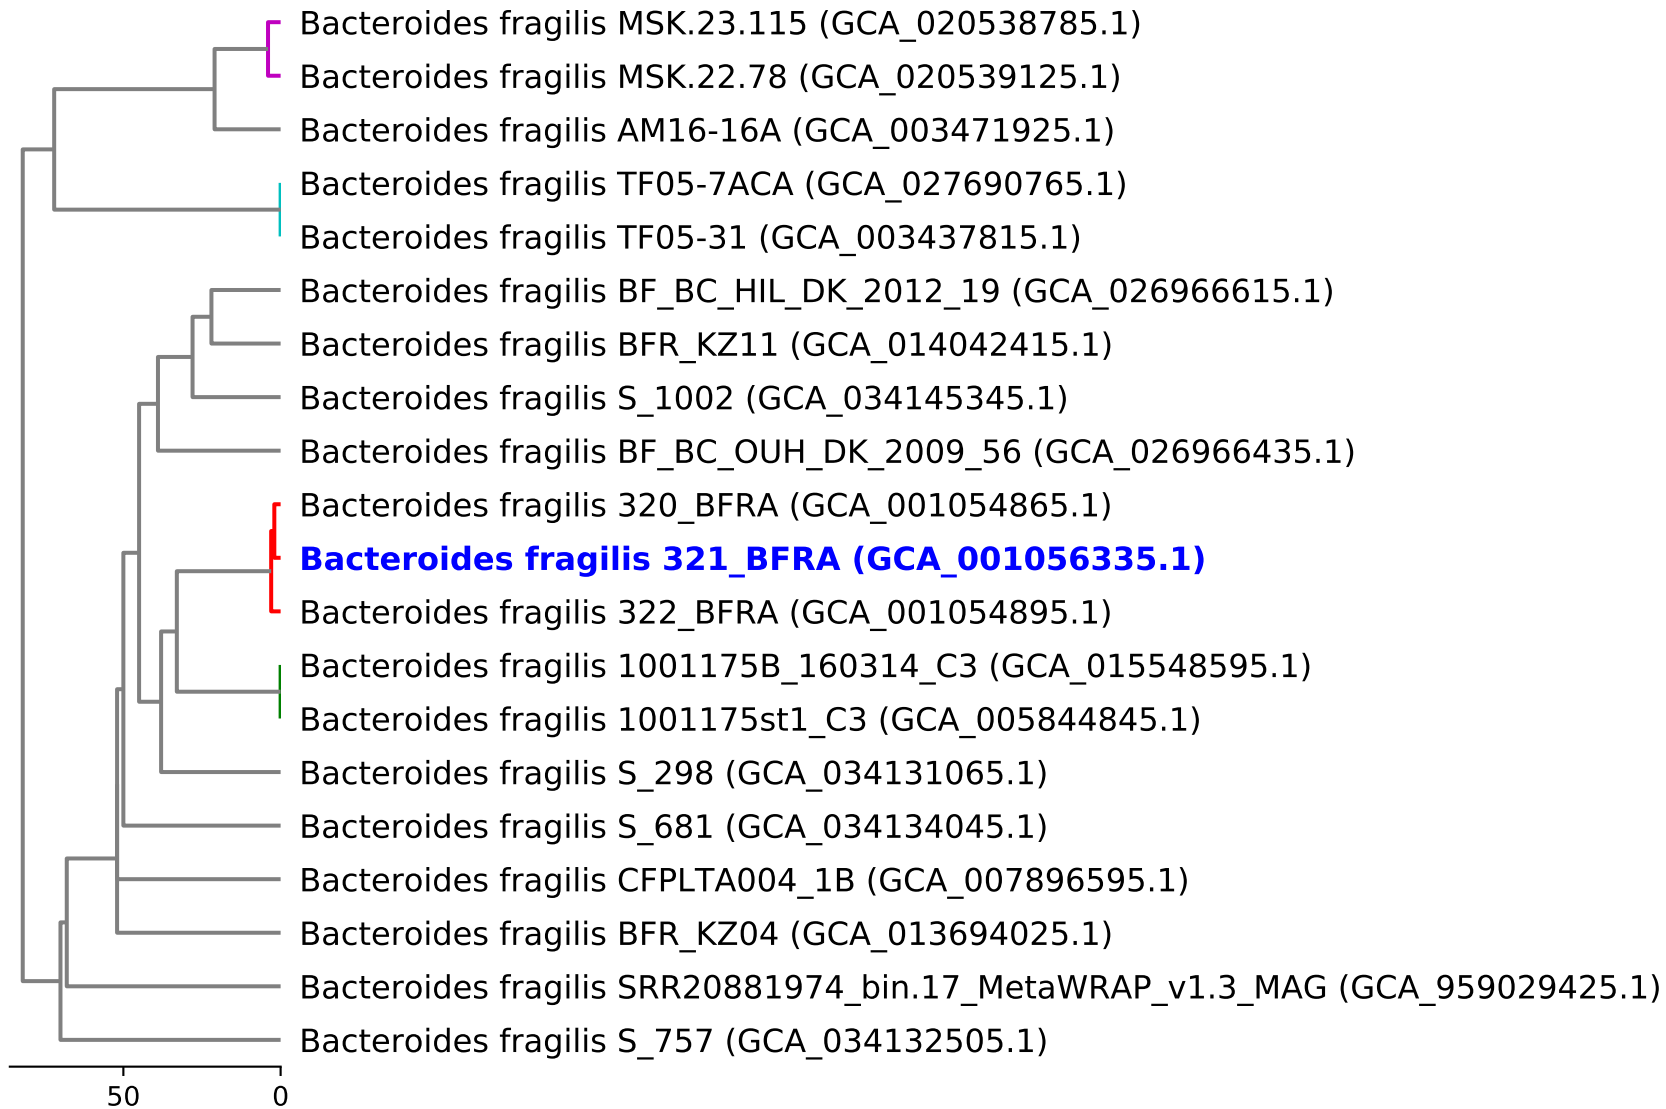 Bacteroides fragilis MSK.23.115 (GCA_020538785.1)
Bacteroides fragilis MSK.22.78 (GCA_020539125.1)
Bacteroides fragilis AM16-16A (GCA_003471925.1)
Bacteroides fragilis TF05-7ACA (GCA_027690765.1)
Bacteroides fragilis TF05-31 (GCA_003437815.1)
Bacteroides fragilis BF_BC_HIL_DK_2012_19 (GCA_026966615.1)
Bacteroides fragilis BFR_KZ11 (GCA_014042415.1)
Bacteroides fragilis S_1002 (GCA_034145345.1)
Bacteroides fragilis BF_BC_OUH_DK_2009_56 (GCA_026966435.1)
Bacteroides fragilis 320_BFRA (GCA_001054865.1)
Bacteroides fragilis 321_BFRA (GCA_001056335.1)
Bacteroides fragilis 322_BFRA (GCA_001054895.1)
Bacteroides fragilis 1001175B_160314_C3 (GCA_015548595.1)
Bacteroides fragilis 1001175st1_C3 (GCA_005844845.1)
Bacteroides fragilis S_298 (GCA_034131065.1)
Bacteroides fragilis S_681 (GCA_034134045.1)
Bacteroides fragilis CFPLTA004_1B (GCA_007896595.1)
Bacteroides fragilis BFR_KZ04 (GCA_013694025.1)
Bacteroides fragilis SRR20881974_bin.17_MetaWRAP_v1.3_MAG (GCA_959029425.1)
Bacteroides fragilis S_757 (GCA_034132505.1)
50 0